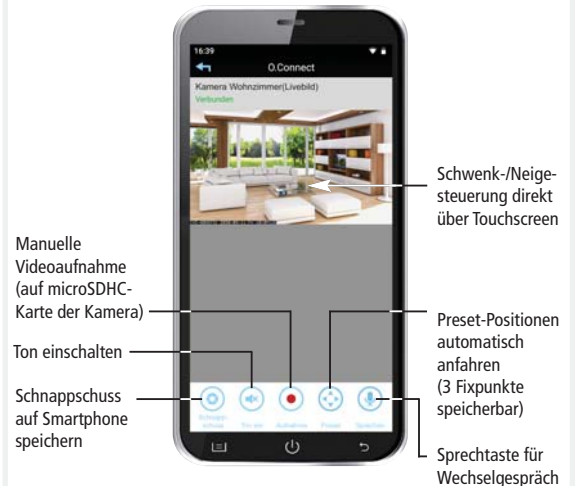 16:39
O.Connect
Kamera Wohnzimmer(Livebild)
Verbunden
Schwenk-/Neige-
steuerung direkt
über Touchscreen
Manuelle
Videoaufnahme
(auf microSDHC-
Karte der Kamera)
Ton einschalten
Schnappschuss
auf Smartphone
speichern
Preset-Positionen
automatisch
anfahren
(3 Fixpunkte
speicherbar)
Sprechtaste für
Wechselgespräch
Schnapp-
schuss
Ton ein
Aufnahme
Preset
Sprechen